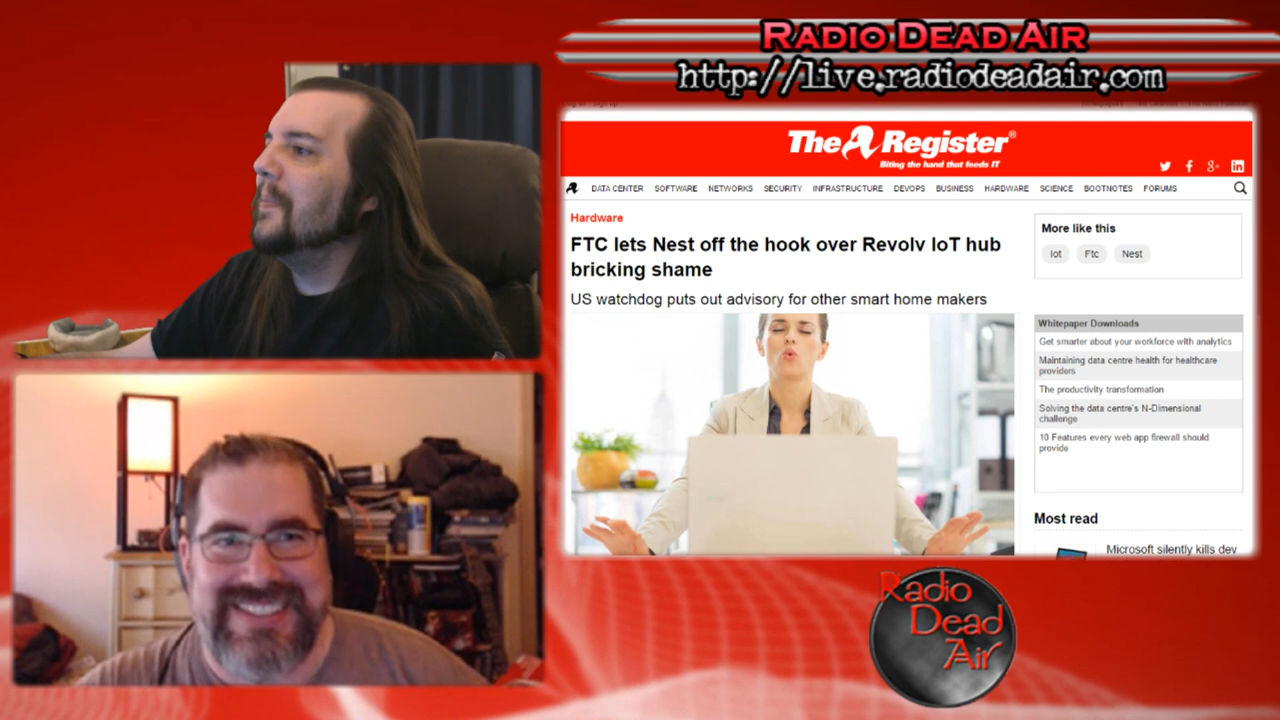 RADIO DEAD AIR
http://live.radiodeadair.com
The Register®
Biting the hand that feeds IT
DATA CENTER SOFTWARE NETWORKS SECURITY INFRASTRUCTURE DEVOPS BUSINESS HARDWARE SCIENCE BOOTNOTES FORUMS
Hardware
FTC lets Nest off the hook over Revolv IoT hub
bricking shame
US watchdog puts out advisory for other smart home makers
More like this
Iot Ftc Nest
Whitepaper Downloads
Get smarter about your workforce with analytics
Maintaining data centre health for healthcare
providers
The productivity transformation
Solving the data centre's N-Dimensional
challenge
10 Features every web app firewall should
provide
Most read
Microsoft silently kills dev
Radio
Dead
Air